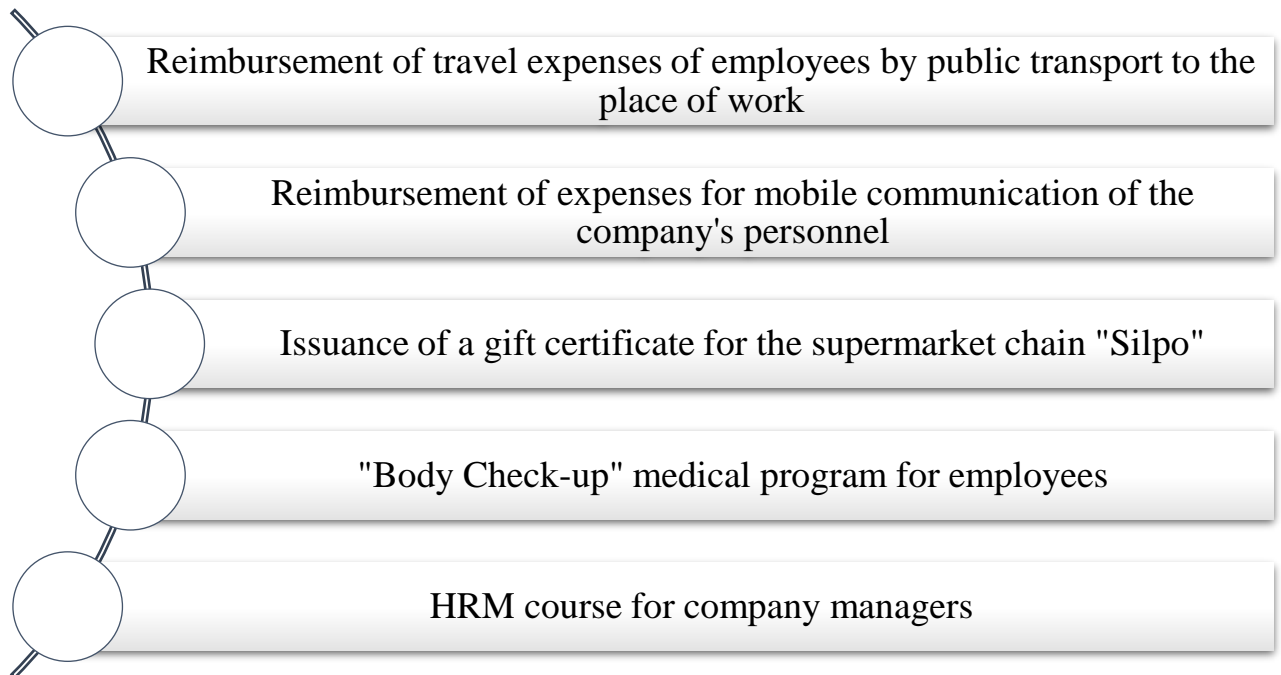 Reimbursement of travel expenses of employees by public transport to the
place of work
Reimbursement of expenses for mobile communication of the
company's personnel
Issuance of a gift certificate for the supermarket chain "Silpo"
"Body Check-up" medical program for employees
HRM course for company managers